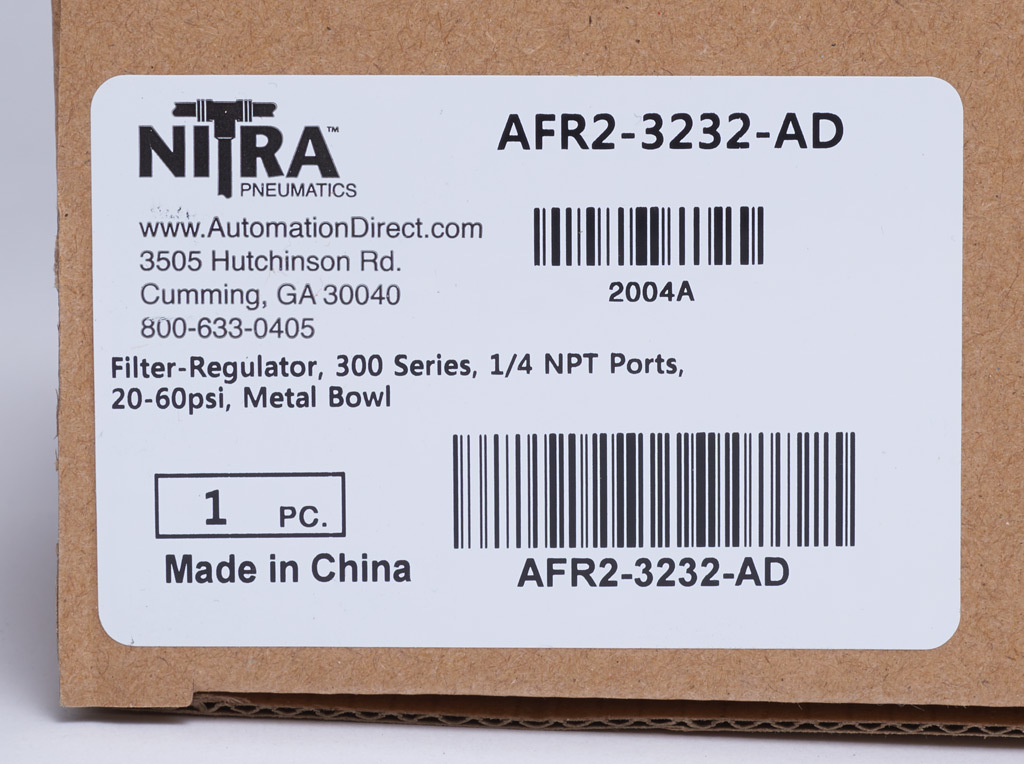 NITRA™
PNEUMATICS
AFR2-3232-AD
www.AutomationDirect.com
3505 Hutchinson Rd.
Cumming, GA 30040
800-633-0405
2004A
Filter-Regulator, 300 Series, 1/4 NPT Ports,
20-60psi, Metal Bowl
1 PC.
Made in China
AFR2-3232-AD